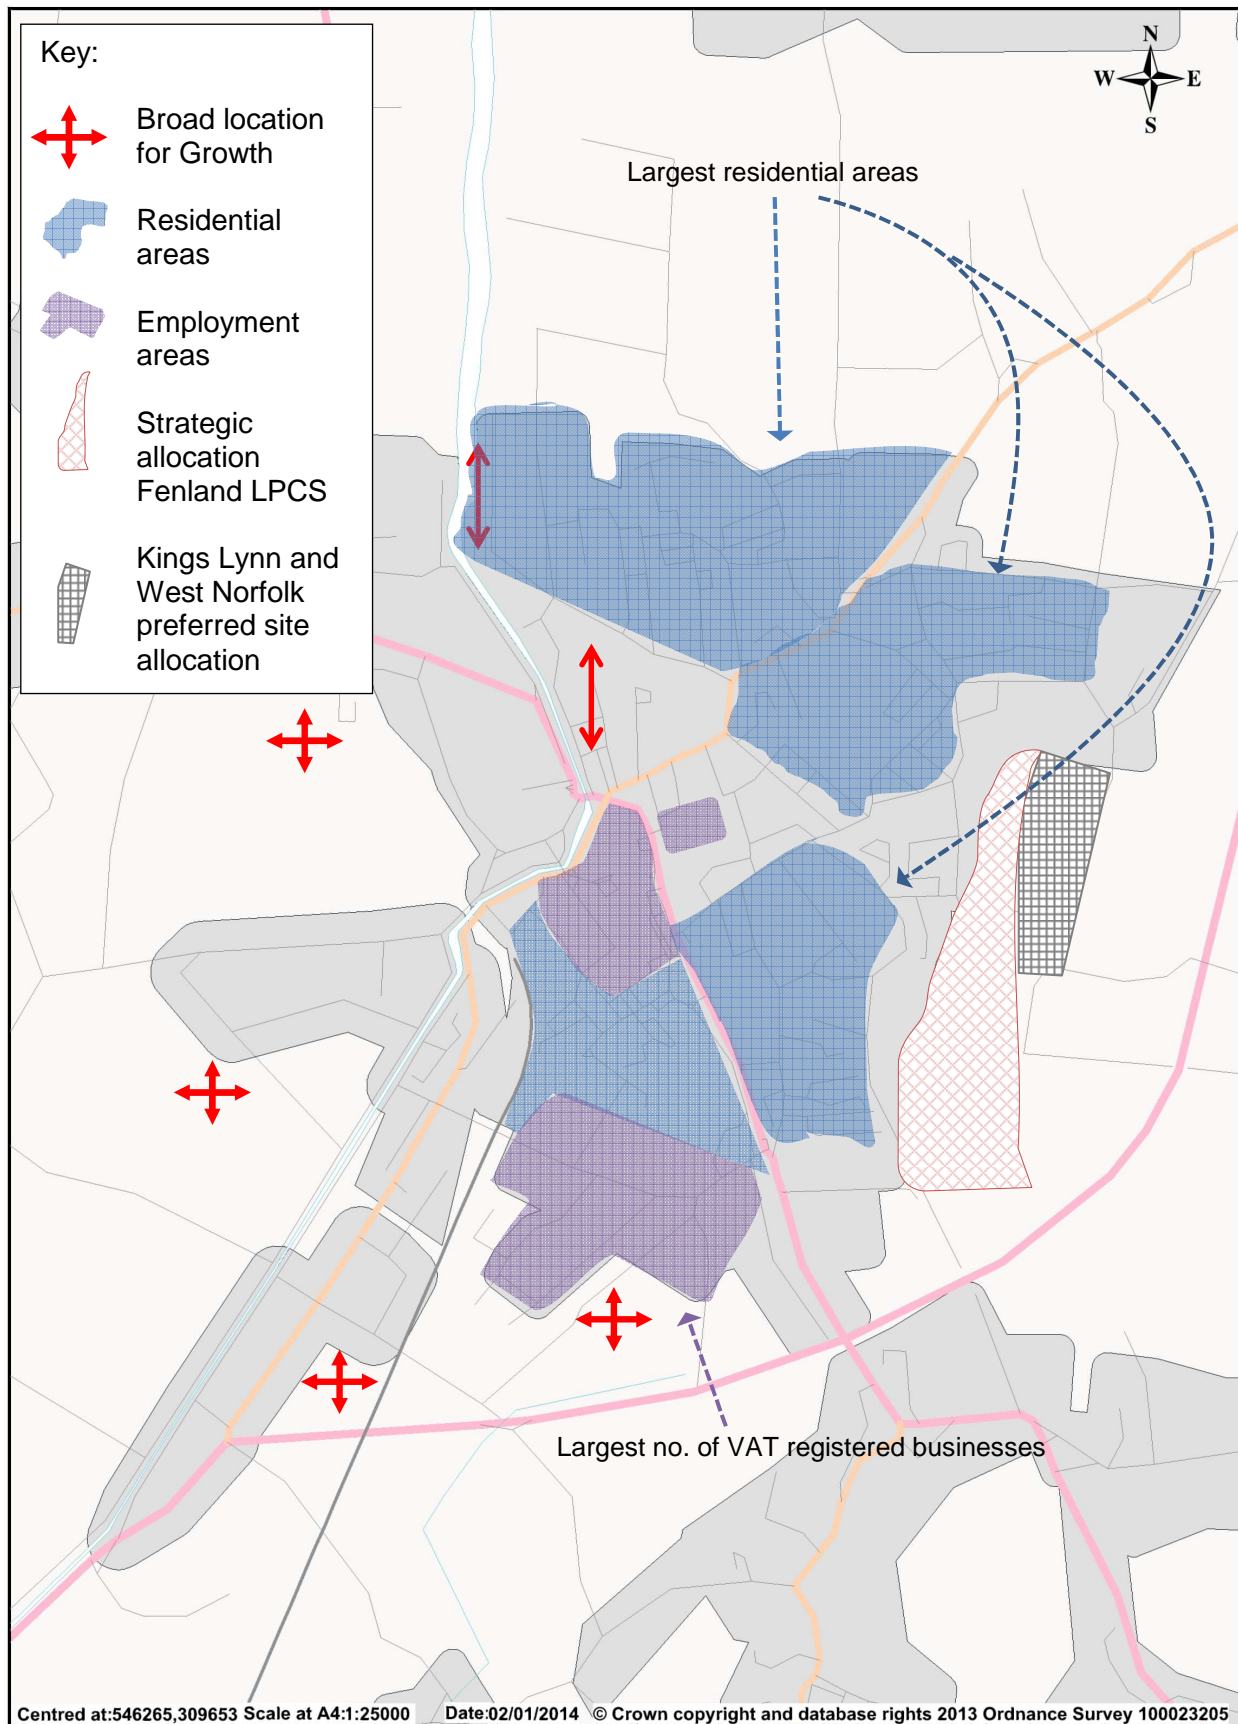 Key:
Broad location
for Growth
Residential
areas
Employment
areas
Strategic
allocation
Fenland LPCS
Kings Lynn and
West Norfolk
preferred site
allocation
N
W E
S
Largest residential areas
Largest no. of VAT registered businesses
Centred at:546265,309653 Scale at A4:1:25000 Date:02/01/2014 © Crown copyright and database rights 2013 Ordnance Survey 100023205